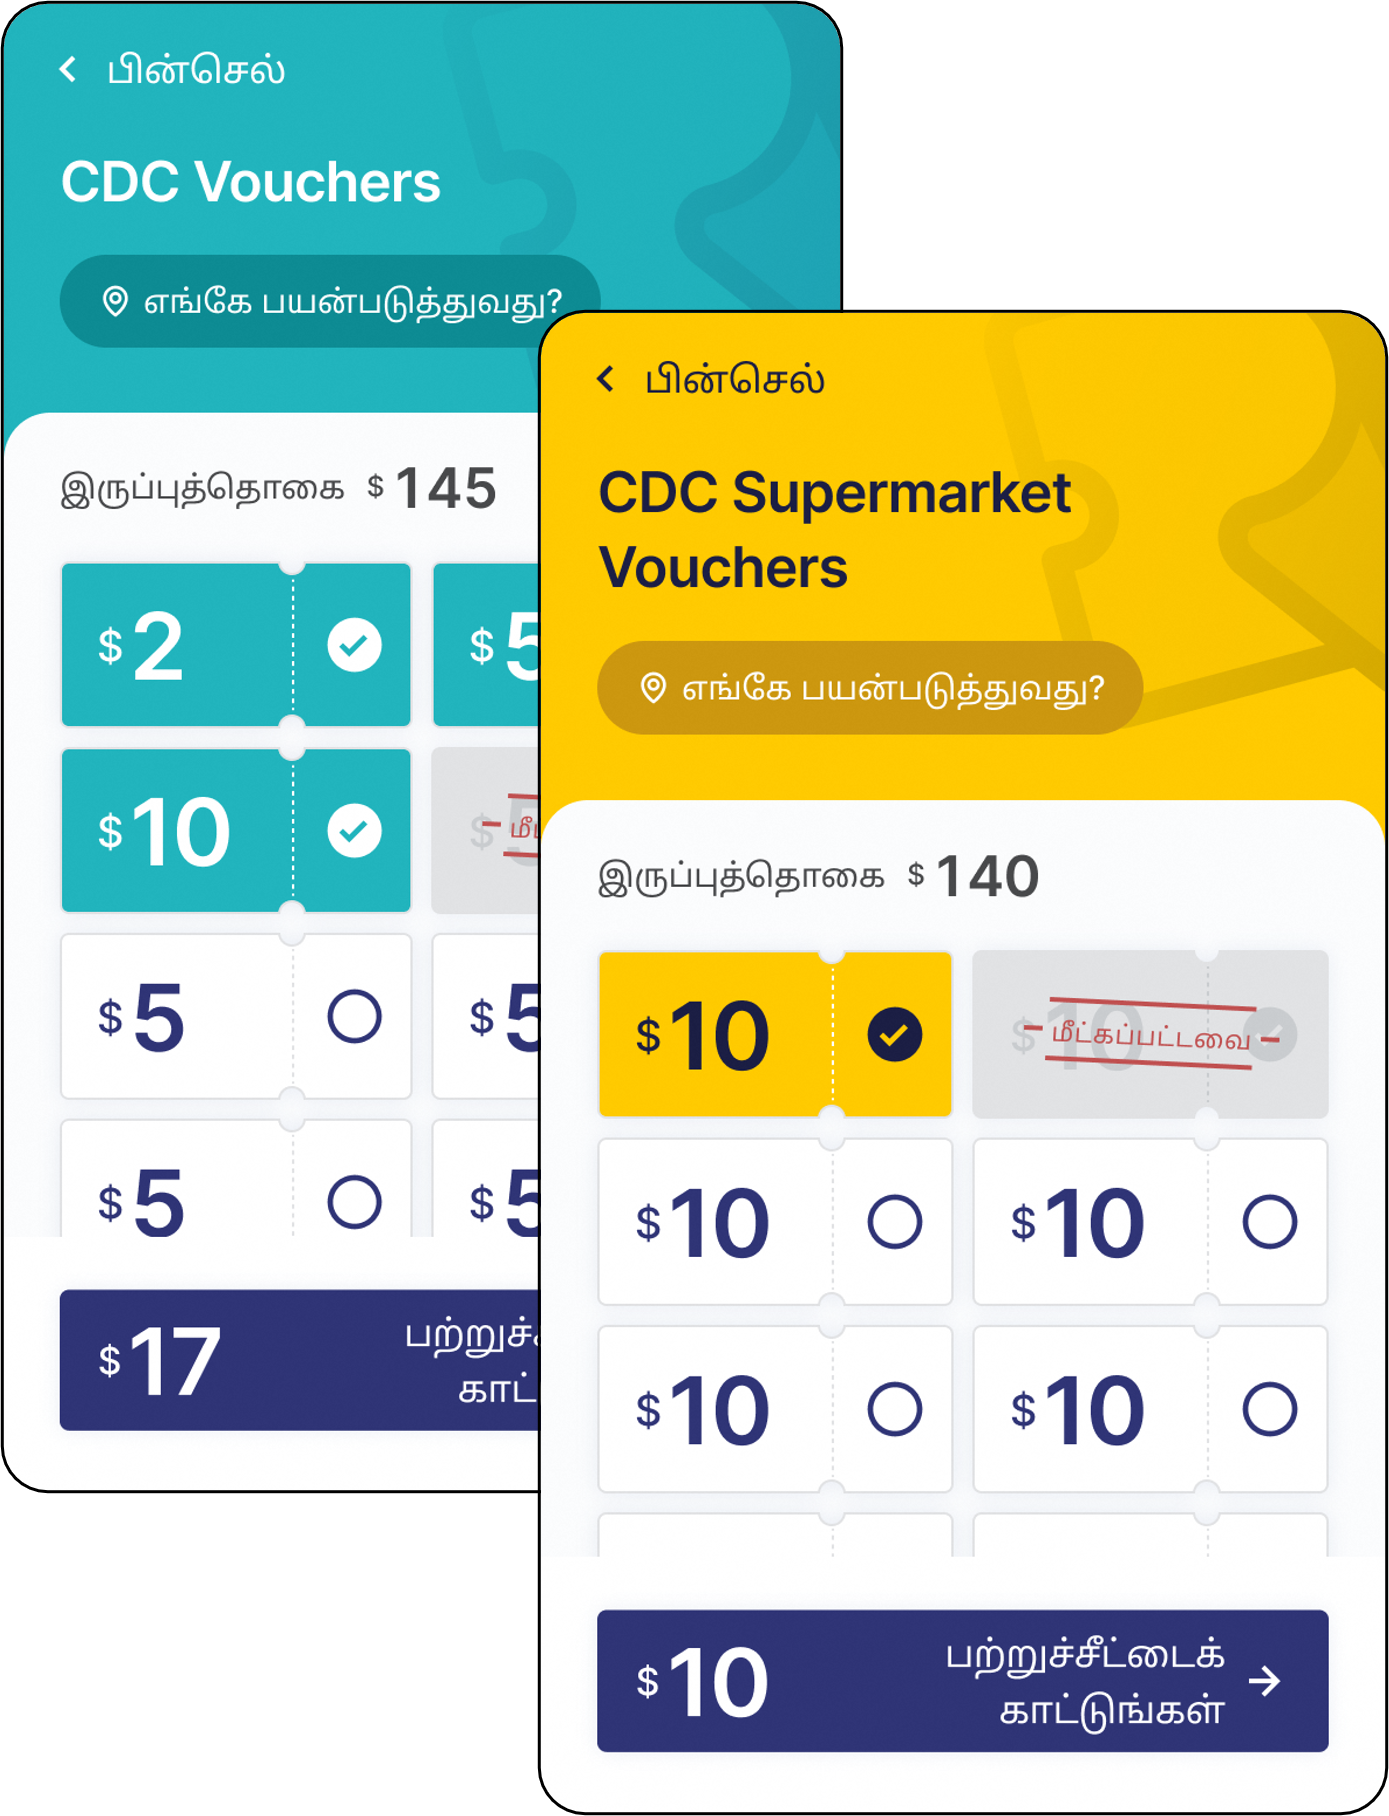 பின்செல்
CDC Vouchers
எங்கே பயன்படுத்துவது?
இருப்புத்தொகை $ 145
$ 2 $ 5
$ 10 $
$ 5 $ 5
$ 5 $ 5
$ 17
பின்செல்
CDC Supermarket
Vouchers
எங்கே பயன்படுத்துவது?
இருப்புத்தொகை $ 140
$ 10 $ 10 மீட்கப்பட்டவை
$ 10 $ 10
$ 10 $ 10
$ 10 பற்றுச்சீட்டைக்
காட்டுங்கள்